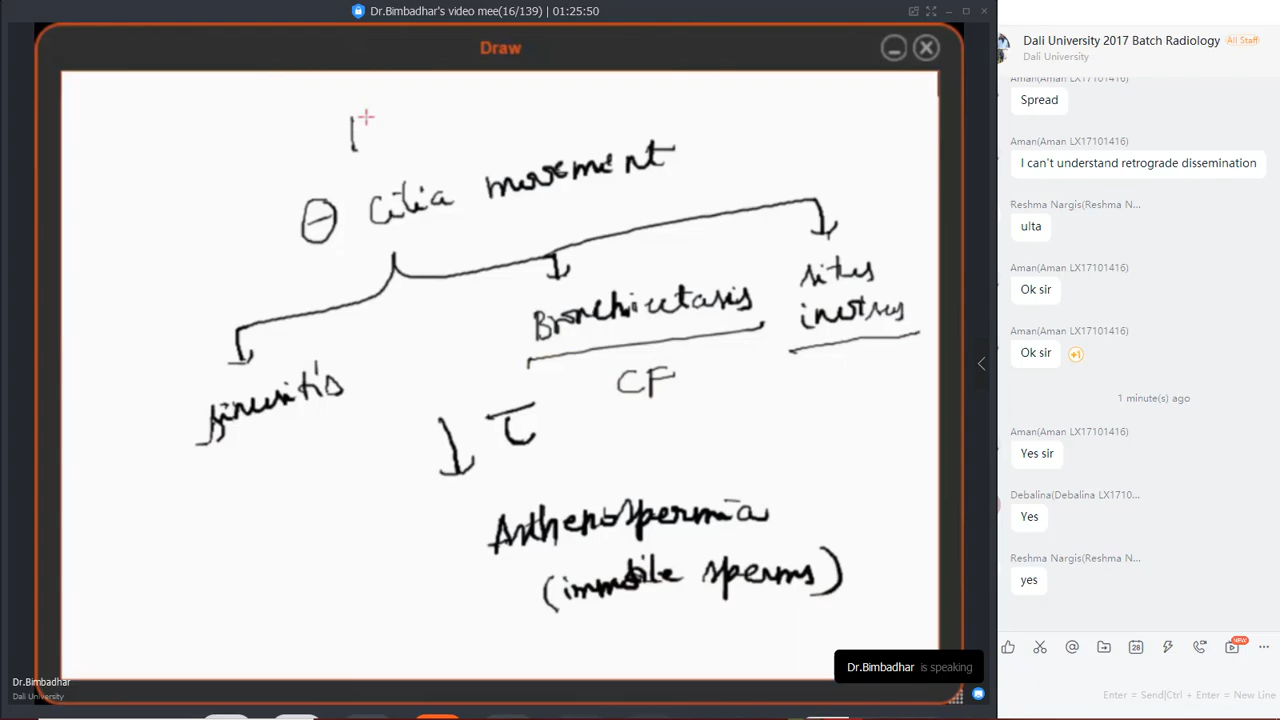 Dr.Bimbadhar's video mee(16/139) | 01:25:50
Draw
Cilia movement
sinusitis
Bronchicetasis
CF
situs
inversus
Asthenospermia
(immobile sperms)
Dr.Bimbadhar is speaking
Dr.Bimbadhar
Dali University
Dali University 2017 Batch Radiology All Staff
Dali University
Aman(Aman LX17101416)
Spread
Aman(Aman LX17101416)
I can't understand retrograde dissemination
Reshma Nargis(Reshma N...
ulta
Aman(Aman LX17101416)
Ok sir
Aman(Aman LX17101416)
Ok sir +1
1 minute(s) ago
Aman(Aman LX17101416)
Yes sir
Debalina(Debalina LX1710...
Yes
Reshma Nargis(Reshma N...
yes
28
NEW
Enter = Send|Ctrl + Enter = New Line